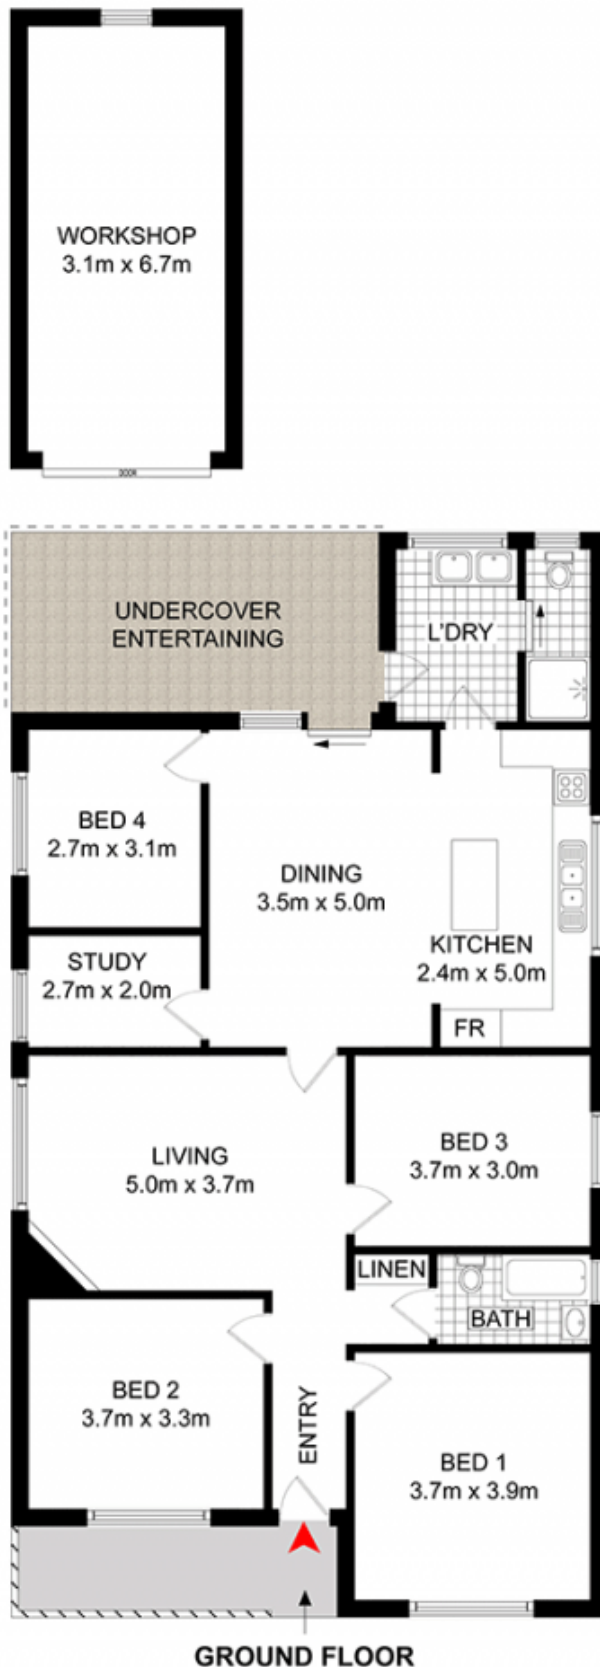 WORKSHOP
3.1m x 6.7m
DOOR
UNDERCOVER
ENTERTAINING
L'DRY
BED 4
2.7m x 3.1m
DINING
3.5m x 5.0m
KITCHEN
2.4m x 5.0m
STUDY
2.7m x 2.0m
FR
LIVING
5.0m x 3.7m
BED 3
3.7m x 3.0m
LINEN
BATH
BED 2
3.7m x 3.3m
ENTRY
BED 1
3.7m x 3.9m
GROUND FLOOR